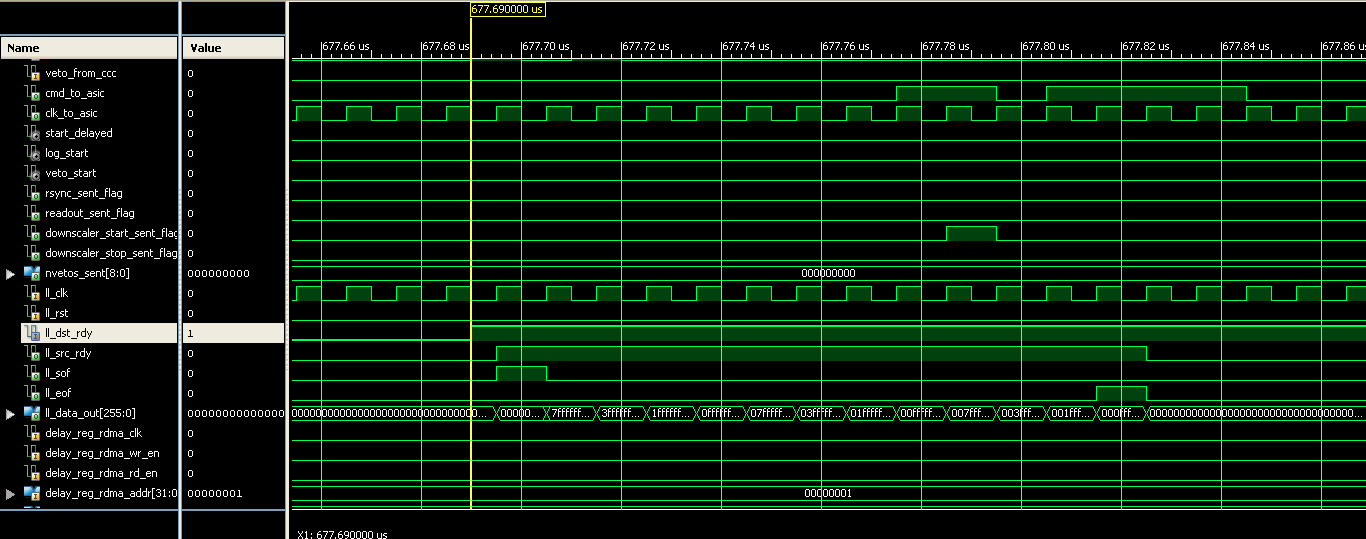 677.690000 us
Name Value 677.66 us 677.68 us 677.70 us 677.72 us 677.74 us 677.76 us 677.78 us 677.80 us 677.82 us 677.84 us 677.86 us
veto_from_ccc 0
cmd_to_asic 0
clk_to_asic 0
start_delayed 0
log_start 0
veto_start 0
rsync_sent_flag 0
readout_sent_flag 0
downscaler_start_sent_flag 0
downscaler_stop_sent_flag 0
nvetos_sent[8:0] 000000000 000000000
ll_clk 0
ll_rst 0
ll_dst_rdy 1
ll_src_rdy 0
ll_sof 0
ll_eof 0
ll_data_out[255:0] 00000000000000 0000000000000000000000000000... 00000... 7ffffff... 3ffffff... 1ffffff... 0ffffff... 07fffff... 03fffff... 01fffff... 00fffff... 007fff... 003fff... 001fff... 000fff... 000000000000000000000000000000...
delay_reg_rdma_clk 0
delay_reg_rdma_wr_en 0
delay_reg_rdma_rd_en 0
delay_reg_rdma_addr[31:0 00000001 00000001
X1: 677.690000 us